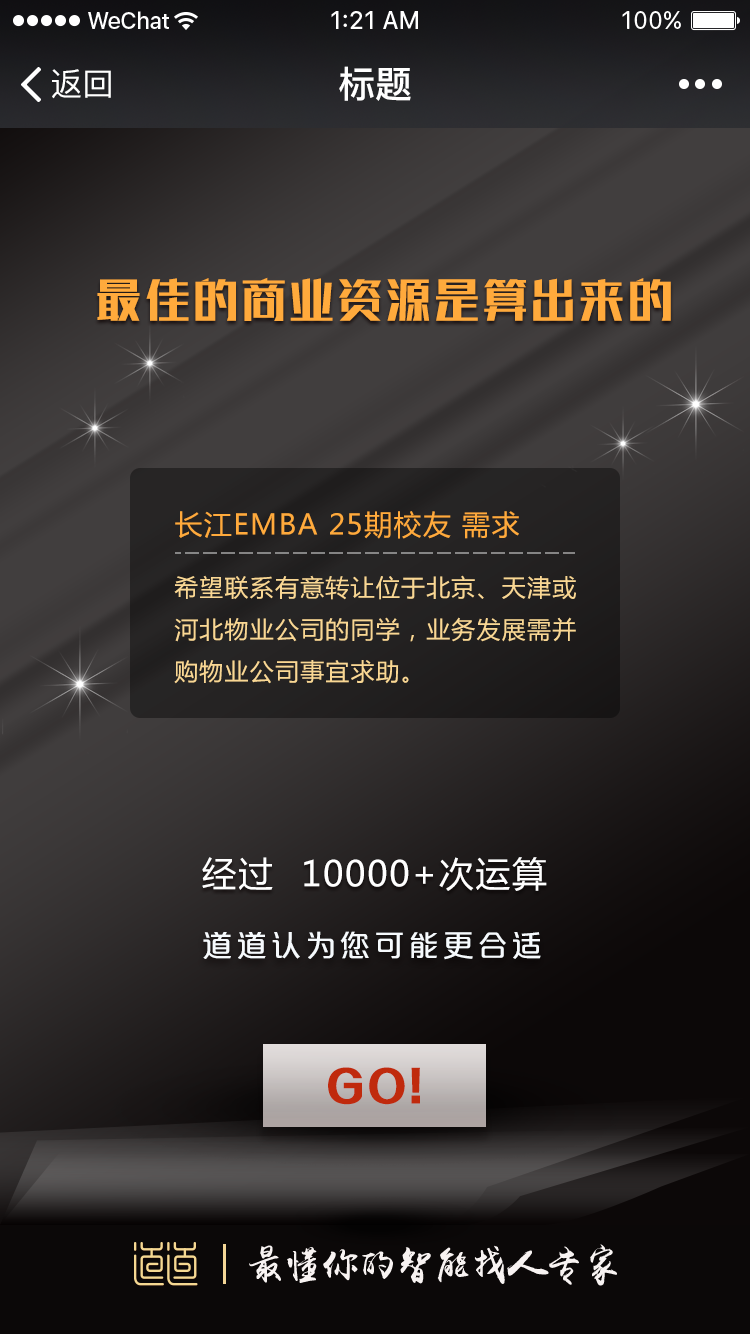 WeChat 1:21 AM 100%
返回 标题
最佳的商业资源是算出来的
长江EMBA 25期校友 需求
希望联系有意转让位于北京、天津或
河北物业公司的同学，业务发展需并
购物业公司事宜求助。
经过 10000+次运算
道道认为您可能更合适
GO!
道道 最懂你的智能找人专家